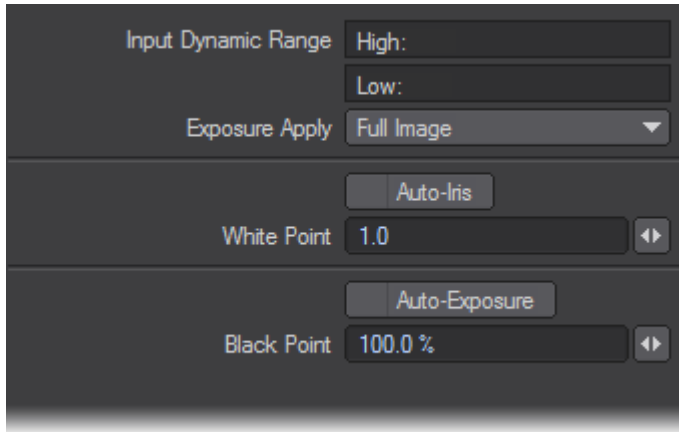 Input Dynamic Range High:
Low:
Exposure Apply Full Image
Auto-Iris
White Point 1.0
Auto-Exposure
Black Point 100.0 %